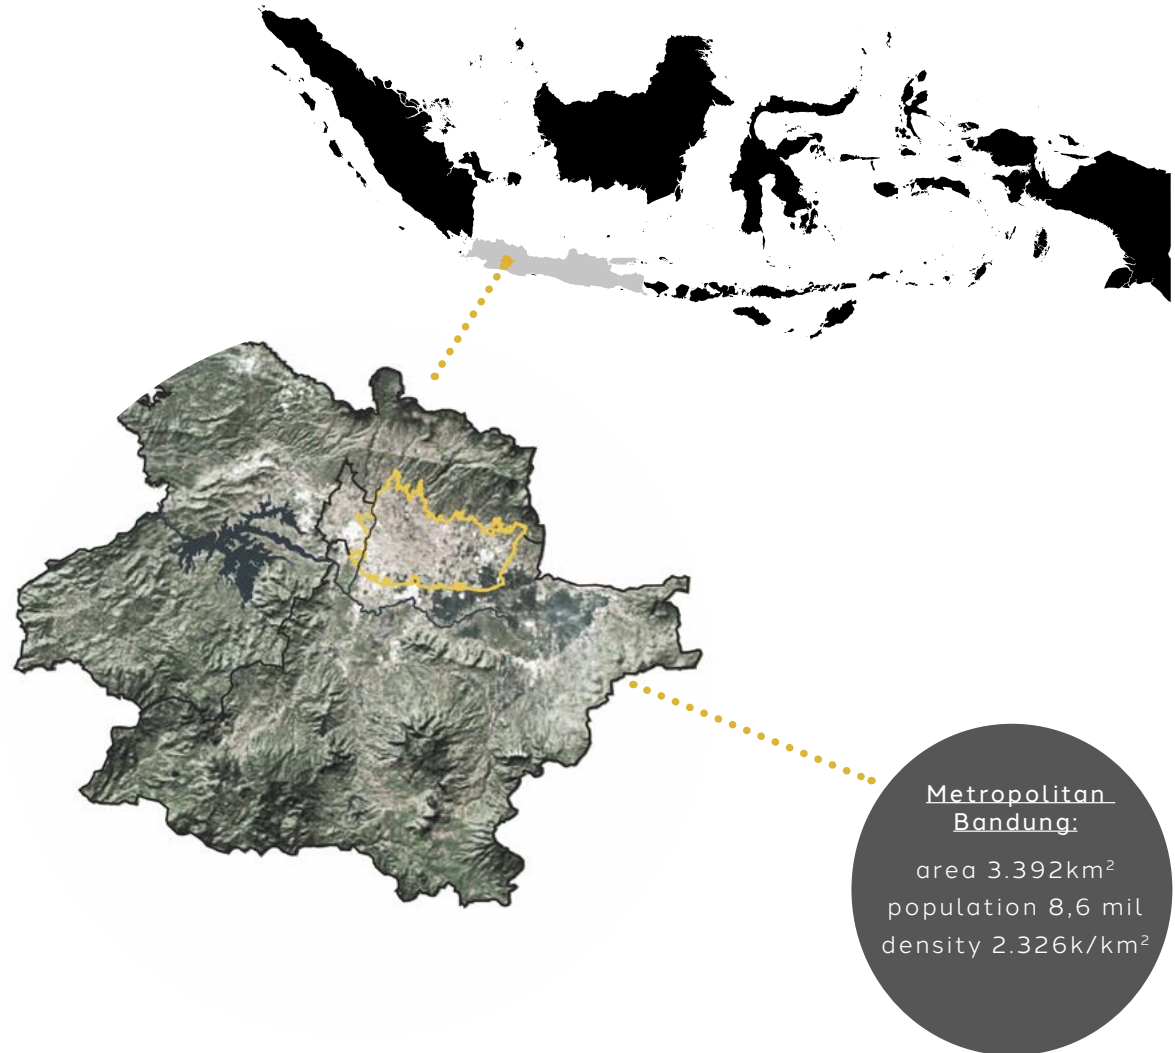 Metropolitan
Bandung:
area 3.392km²
population 8,6 mil
density 2.326k/km²